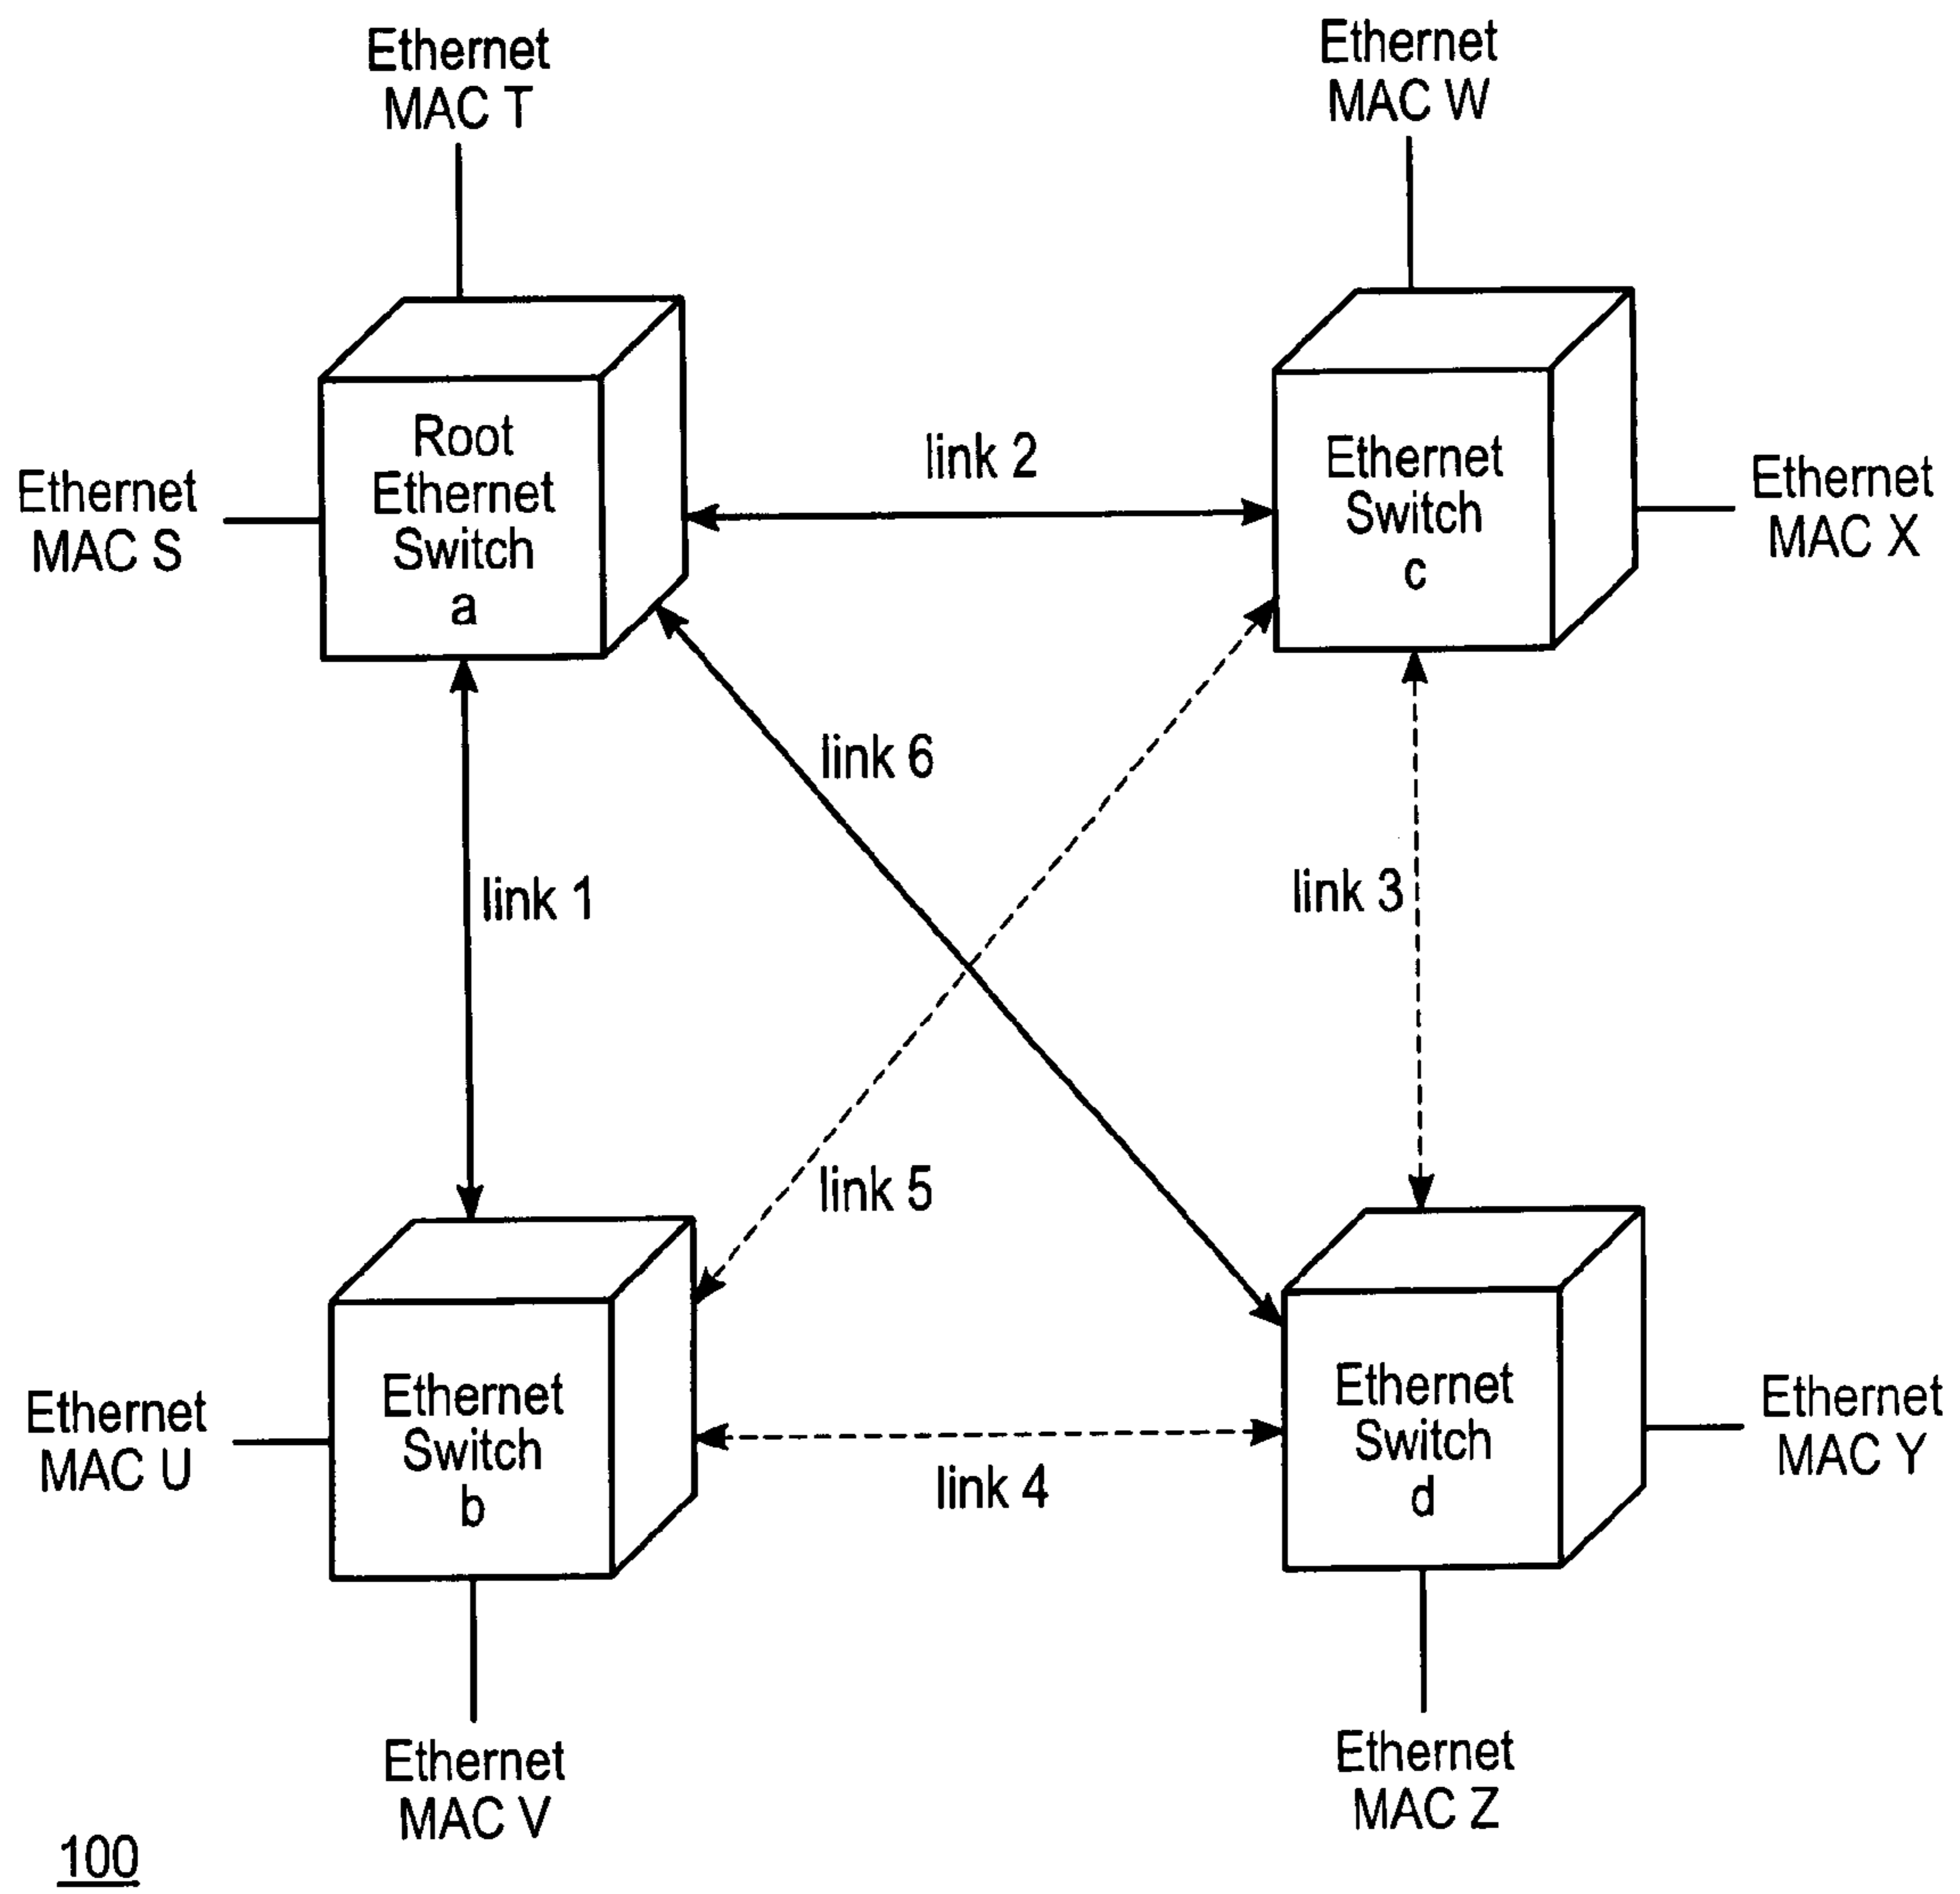 Ethernet
MAC T
Ethernet
MAC W
Root
Ethernet
Switch
a
Ethernet
MAC S
link 2
Ethernet
Switch
c
Ethernet
MAC X
link 6
link 1
link 3
link 5
Ethernet
MAC U
Ethernet
Switch
b
link 4
Ethernet
Switch
d
Ethernet
MAC Y
Ethernet
MAC V
Ethernet
MAC Z
100